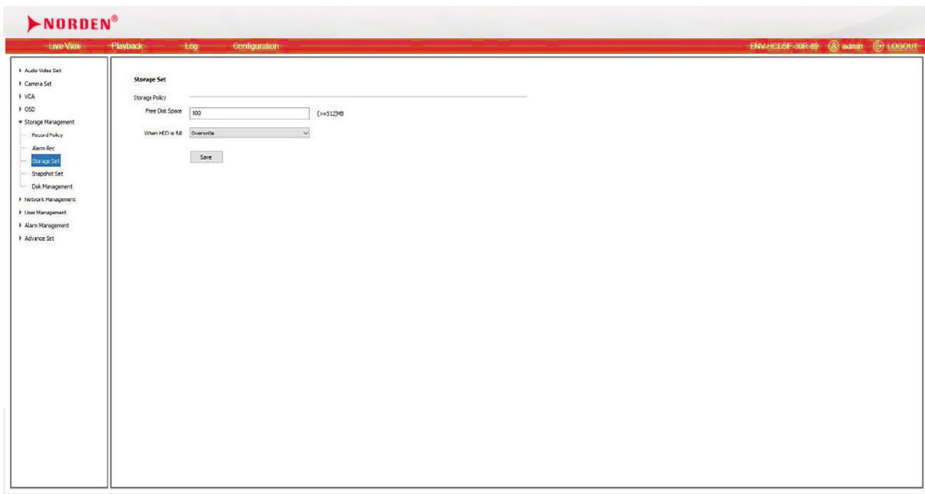 NORDEN®
Live View Playback Log Configuration admin LOGOUT
Audio Video Set
Camera Set
VCA
OSD
Storage Management
Record Policy
Alarm Rec
Storage Set
Snapshot Set
Disk Management
Network Management
User Management
Alarm Management
Advance Set
Storage Set
Storage Policy
Free Disk Space 100 [>=512]MB
When HDD is full Overwrite
Save